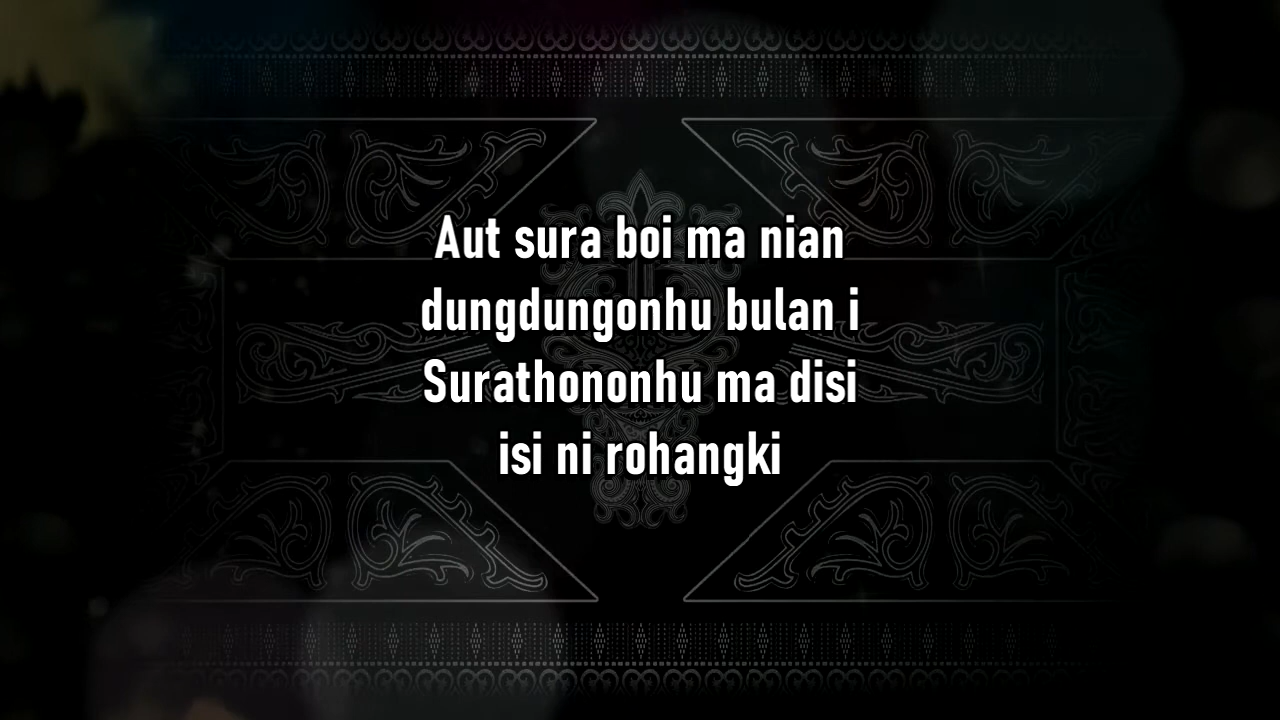 Aut sura boi ma nian
dungdungonhu bulan i
Surathononhu ma disi
isi ni rohangki